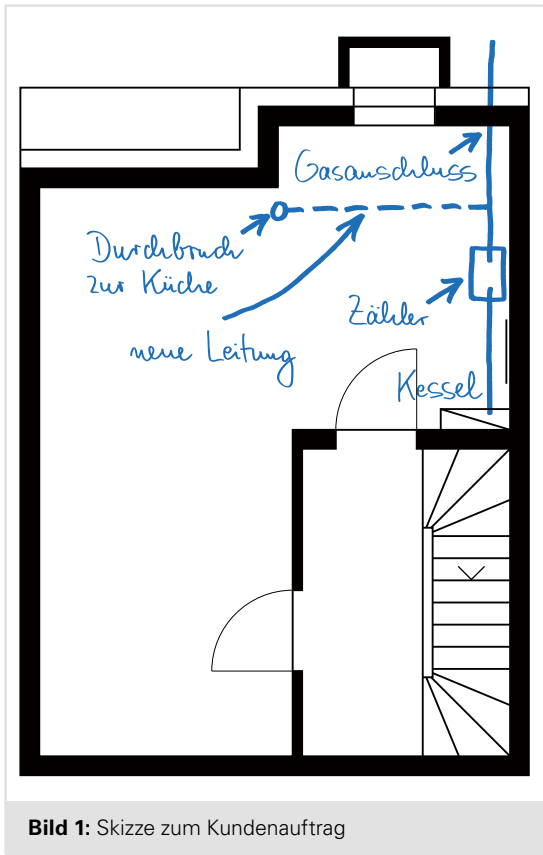 Gasanschluss
Durchbruch
zur Küche
neue Leitung
Zähler
Kessel
Bild 1: Skizze zum Kundenauftrag